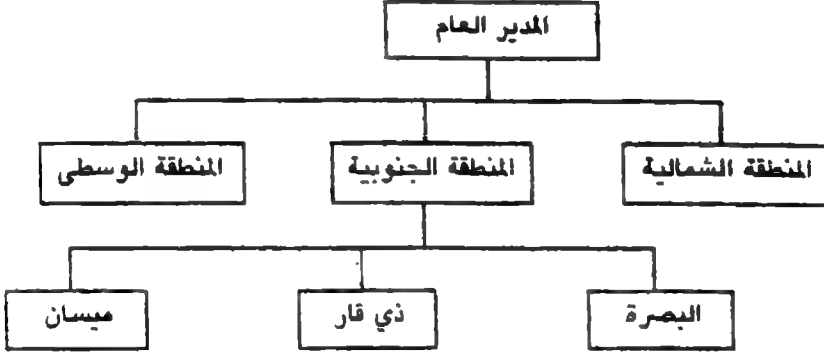 المدير العام
المنطقة الشمالية
المنطقة الجنوبية
المنطقة الوسطى
البصرة
ذي قار
ميسان